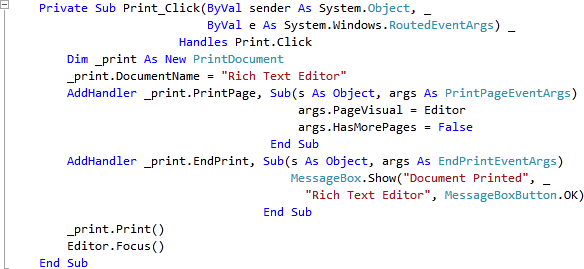 Private Sub Print_Click(ByVal sender As System.Object, _
ByVal e As System.Windows.RoutedEventArgs) _
Handles Print.Click
Dim _print As New PrintDocument
_print.DocumentName = "Rich Text Editor"
AddHandler _print.PrintPage, Sub(s As Object, args As PrintPageEventArgs)
args.PageVisual = Editor
args.HasMorePages = False
End Sub
AddHandler _print.EndPrint, Sub(s As Object, args As EndPrintEventArgs)
MessageBox.Show("Document Printed", _
"Rich Text Editor", MessageBoxButton.OK)
End Sub
_print.Print()
Editor.Focus()
End Sub